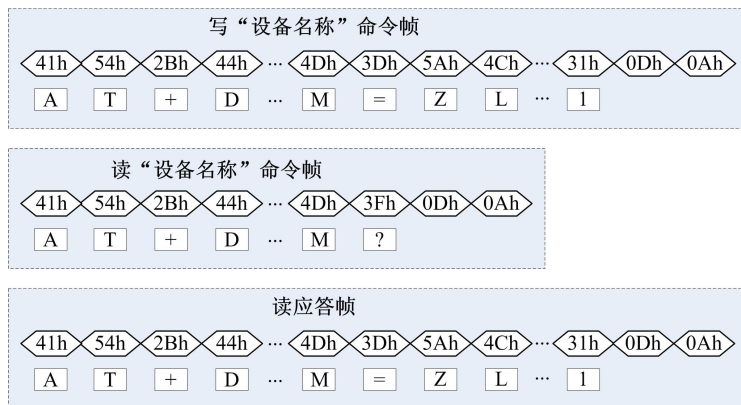 写“设备名称”命令帧
41h 54h 2Bh 44h ... 4Dh 3Dh 5Ah 4Ch ... 31h 0Dh 0Ah
A T + D ... M = Z L ... 1
读“设备名称”命令帧
41h 54h 2Bh 44h ... 4Dh 3Fh 0Dh 0Ah
A T + D ... M ?
读应答帧
41h 54h 2Bh 44h ... 4Dh 3Dh 5Ah 4Ch ... 31h 0Dh 0Ah
A T + D ... M = Z L ... 1